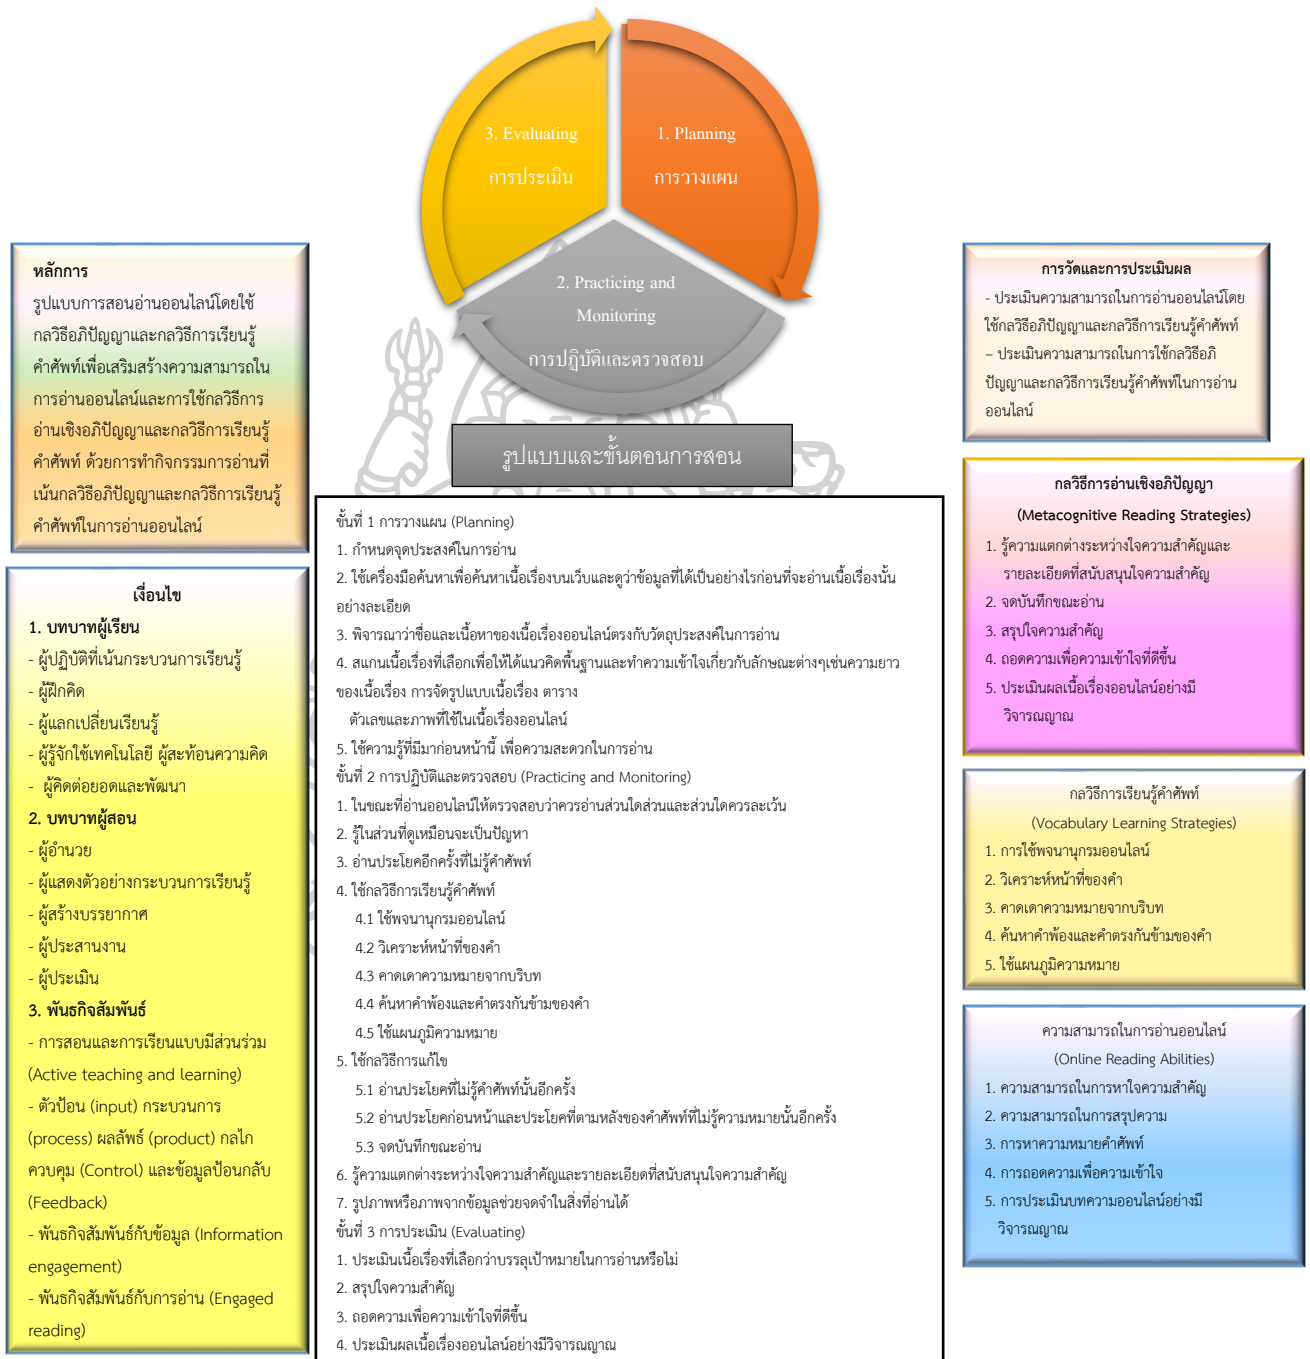 3. Evaluating
การประเมิน
1. Planning
การวางแผน
2. Practicing and
Monitoring
การปฏิบัติและตรวจสอบ
รูปแบบและขั้นตอนการสอน
หลักการ
รูปแบบการสอนอ่านออนไลน์โดยใช้
กลวิธีอภิปัญญาและกลวิธีการเรียนรู้
คำศัพท์เพื่อเสริมสร้างความสามารถใน
การอ่านออนไลน์และการใช้กลวิธีการ
อ่านเชิงอภิปัญญาและกลวิธีการเรียนรู้
คำศัพท์ ด้วยการทำกิจกรรมการอ่านที่
เน้นกลวิธีอภิปัญญาและกลวิธีการเรียนรู้
คำศัพท์ในการอ่านออนไลน์
เงื่อนไข
1. บทบาทผู้เรียน
- ผู้ปฏิบัติที่เน้นกระบวนการเรียนรู้
- ผู้ฝึกคิด
- ผู้แลกเปลี่ยนเรียนรู้
- ผู้รู้จักใช้เทคโนโลยี ผู้สะท้อนความคิด
- ผู้คิดต่อยอดและพัฒนา
2. บทบาทผู้สอน
- ผู้อำนวย
- ผู้แสดงตัวอย่างกระบวนการเรียนรู้
- ผู้สร้างบรรยากาศ
- ผู้ประสานงาน
- ผู้ประเมิน
3. พันธกิจสัมพันธ์
- การสอนและการเรียนแบบมีส่วนร่วม
(Active teaching and learning)
- ตัวป้อน (input) กระบวนการ
(process) ผลลัพธ์ (product) กลไก
ควบคุม (Control) และข้อมูลป้อนกลับ
(Feedback)
- พันธกิจสัมพันธ์กับข้อมูล (Information
engagement)
- พันธกิจสัมพันธ์กับการอ่าน (Engaged
reading)
ขั้นที่ 1 การวางแผน (Planning)
1. กำหนดจุดประสงค์ในการอ่าน
2. ใช้เครื่องมือค้นหาเพื่อค้นหาเนื้อเรื่องบนเว็บและดูว่าข้อมูลที่ได้เป็นอย่างไรก่อนที่จะอ่านเนื้อเรื่องนั้น
อย่างละเอียด
3. พิจารณาว่าชื่อและเนื้อหาของเนื้อเรื่องออนไลน์ตรงกับวัตถุประสงค์ในการอ่าน
4. สแกนเนื้อเรื่องที่เลือกเพื่อให้ได้แนวคิดพื้นฐานและทำความเข้าใจเกี่ยวกับลักษณะต่างๆเช่นความยาว
ของเนื้อเรื่อง การจัดรูปแบบเนื้อเรื่อง ตาราง
ตัวเลขและภาพที่ใช้ในเนื้อเรื่องออนไลน์
5. ใช้ความรู้ที่มีมาก่อนหน้านี้ เพื่อความสะดวกในการอ่าน
ขั้นที่ 2 การปฏิบัติและตรวจสอบ (Practicing and Monitoring)
1. ในขณะที่อ่านออนไลน์ให้ตรวจสอบว่าควรอ่านส่วนใดส่วนและส่วนใดควรละเว้น
2. รู้ในส่วนที่ดูเหมือนจะเป็นปัญหา
3. อ่านประโยคอีกครั้งที่ไม่รู้คำศัพท์
4. ใช้กลวิธีการเรียนรู้คำศัพท์
4.1 ใช้พจนานุกรมออนไลน์
4.2 วิเคราะห์หน้าที่ของคำ
4.3 คาดเดาความหมายจากบริบท
4.4 ค้นหาคำพ้องและคำตรงกันข้ามของคำ
4.5 ใช้แผนภูมิความหมาย
5. ใช้กลวิธีการแก้ไข
5.1 อ่านประโยคที่ไม่รู้คำศัพท์นั้นอีกครั้ง
5.2 อ่านประโยคก่อนหน้าและประโยคที่ตามหลังของคำศัพท์ที่ไม่รู้ความหมายนั้นอีกครั้ง
5.3 จดบันทึกขณะอ่าน
6. รู้ความแตกต่างระหว่างใจความสำคัญและรายละเอียดที่สนับสนุนใจความสำคัญ
7. รูปภาพหรือภาพจากข้อมูลช่วยจดจำในสิ่งที่อ่านได้
ขั้นที่ 3 การประเมิน (Evaluating)
1. ประเมินเนื้อเรื่องที่เลือกว่าบรรลุเป้าหมายในการอ่านหรือไม่
2. สรุปใจความสำคัญ
3. ถอดความเพื่อความเข้าใจที่ดีขึ้น
4. ประเมินผลเนื้อเรื่องออนไลน์อย่างมีวิจารณญาณ
การวัดและการประเมินผล
- ประเมินความสามารถในการอ่านออนไลน์โดย
ใช้กลวิธีอภิปัญญาและกลวิธีการเรียนรู้คำศัพท์
– ประเมินความสามารถในการใช้กลวิธีอภิ
ปัญญาและกลวิธีการเรียนรู้คำศัพท์ในการอ่าน
ออนไลน์
กลวิธีการอ่านเชิงอภิปัญญา
(Metacognitive Reading Strategies)
1. รู้ความแตกต่างระหว่างใจความสำคัญและ
รายละเอียดที่สนับสนุนใจความสำคัญ
2. จดบันทึกขณะอ่าน
3. สรุปใจความสำคัญ
4. ถอดความเพื่อความเข้าใจที่ดีขึ้น
5. ประเมินผลเนื้อเรื่องออนไลน์อย่างมี
วิจารณญาณ
กลวิธีการเรียนรู้คำศัพท์
(Vocabulary Learning Strategies)
1. การใช้พจนานุกรมออนไลน์
2. วิเคราะห์หน้าที่ของคำ
3. คาดเดาความหมายจากบริบท
4. ค้นหาคำพ้องและคำตรงกันข้ามของคำ
5. ใช้แผนภูมิความหมาย
ความสามารถในการอ่านออนไลน์
(Online Reading Abilities)
1. ความสามารถในการหาใจความสำคัญ
2. ความสามารถในการสรุปความ
3. การหาความหมายคำศัพท์
4. การถอดความเพื่อความเข้าใจ
5. การประเมินบทความออนไลน์อย่างมี
วิจารณญาณ